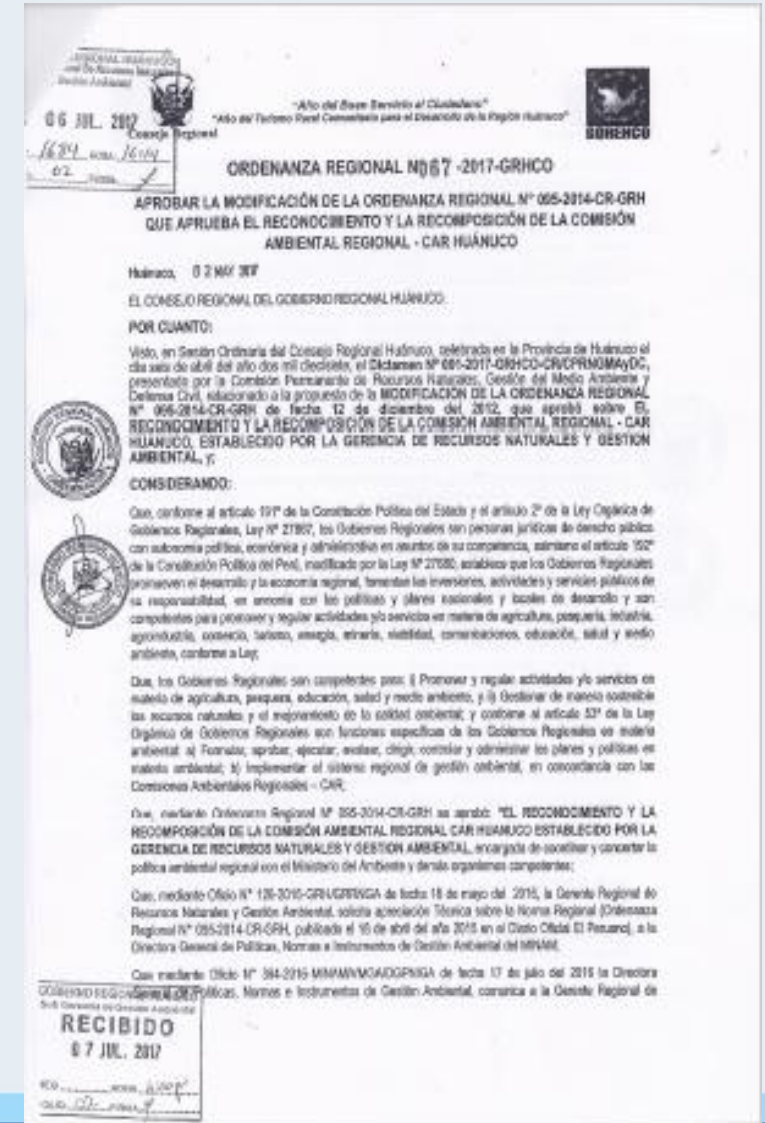 06 JUL. 2017
Consejo Regional
"Año del Buen Servicio al Ciudadano"
"Año del Turismo Rural Comunitario para el Desarrollo de la Región Huánuco"
GOREHCO
ORDENANZA REGIONAL N 067 -2017-GRHCO
APROBAR LA MODIFICACIÓN DE LA ORDENANZA REGIONAL N° 095-2014-CR-GRH
QUE APRUEBA EL RECONOCIMIENTO Y LA RECOMPOSICIÓN DE LA COMISIÓN
AMBIENTAL REGIONAL - CAR HUÁNUCO
Huánuco, 02 MAY 2017
EL CONSEJO REGIONAL DEL GOBIERNO REGIONAL HUÁNUCO.
POR CUANTO:
Visto, en Sesión Ordinaria del Consejo Regional Huánuco, celebrada en la Provincia de Huánuco el
día seis de abril del año dos mil diecisiete, el Dictamen N° 001-2017-GRHCO-CR/CPRNGMAyDC,
presentado por la Comisión Permanente de Recursos Naturales, Gestión del Medio Ambiente y
Defensa Civil, relacionado a la propuesta de la MODIFICACIÓN DE LA ORDENANZA REGIONAL
N° 095-2014-CR-GRH de fecha 12 de diciembre del 2012, que aprobó sobre EL
RECONOCIMIENTO Y LA RECOMPOSICIÓN DE LA COMISIÓN AMBIENTAL REGIONAL - CAR
HUANUCO, ESTABLECIDO POR LA GERENCIA DE RECURSOS NATURALES Y GESTION
AMBIENTAL, y;
CONSIDERANDO:
Que, conforme al artículo 191° de la Constitución Política del Estado y el artículo 2° de la Ley Orgánica de
Gobiernos Regionales, Ley N° 27867, los Gobiernos Regionales son personas jurídicas de derecho público
con autonomía política, económica y administrativa en asuntos de su competencia, asimismo el artículo 192°
de la Constitución Política del Perú, modificado por la Ley N° 27680, establece que los Gobiernos Regionales
promueven el desarrollo y la economía regional, fomentan las inversiones, actividades y servicios públicos de
su responsabilidad, en armonía con las políticas y planes nacionales y locales de desarrollo y son
competentes para promover y regular actividades y/o servicios en materia de agricultura, pesquería, industria,
agroindustria, comercio, turismo, energía, minería, vialidad, comunicaciones, educación, salud y medio
ambiente, conforme a Ley;
Que, los Gobiernos Regionales son competentes para: i) Promover y regular actividades y/o servicios en
materia de agricultura, pesquera, educación, salud y medio ambiente, y ii) Gestionar de manera sostenible
los recursos naturales y el mejoramiento de la calidad ambiental; y conforme al artículo 53° de la Ley
Orgánica de Gobiernos Regionales son funciones específicas de los Gobiernos Regionales en materia
ambiental: a) Formular, aprobar, ejecutar, evaluar, dirigir, controlar y administrar los planes y políticas en
materia ambiental; b) Implementar el sistema regional de gestión ambiental, en concordancia con las
Comisiones Ambientales Regionales – CAR;
Que, mediante Ordenanza Regional N° 095-2014-CR-GRH se aprobó: "EL RECONOCIMIENTO Y LA
RECOMPOSICIÓN DE LA COMISIÓN AMBIENTAL REGIONAL CAR HUANUCO ESTABLECIDO POR LA
GERENCIA DE RECURSOS NATURALES Y GESTION AMBIENTAL, encargada de coordinar y concertar la
política ambiental regional con el Ministerio del Ambiente y demás organismos competentes;
Que, mediante Oficio N° 126-2016-GRH/GRRNGA de fecha 18 de mayo del 2016, la Gerente Regional de
Recursos Naturales y Gestión Ambiental, solicita apreciación Técnica sobre la Norma Regional (Ordenanza
Regional N° 095-2014-CR-GRH, publicado el 16 de abril del año 2015 en el Diario Oficial El Peruano), a la
Directora General de Políticas, Normas e Instrumentos de Gestión Ambiental del MINAM,
Que mediante Oficio N° 394-2016-MINAM/VMGA/DGPNIGA de fecha 17 de julio del 2016 la Directora
General de Políticas, Normas e Instrumentos de Gestión Ambiental, comunica a la Gerente Regional de
GOBIERNO REGIONAL
Sub Gerencia de Gestión Ambiental
RECIBIDO
07 JUL. 2017